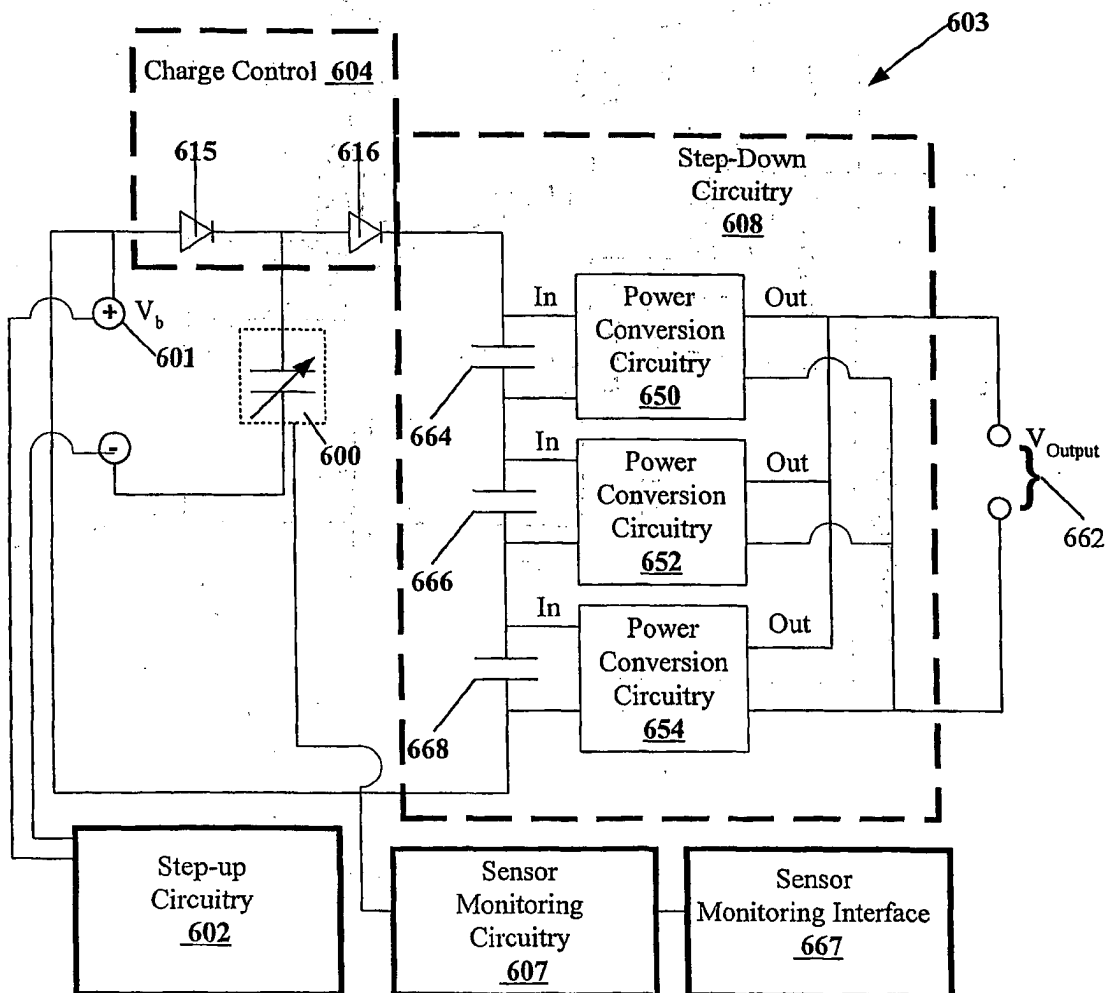 603
Charge Control 604
615
616
Step-Down
Circuitry
608
In
Power
Conversion
Circuitry
650
Out
+
V_b
601
664
600
-
In
Power
Conversion
Circuitry
652
Out
V_Output
662
666
In
Power
Conversion
Circuitry
654
Out
668
Step-up
Circuitry
602
Sensor
Monitoring
Circuitry
607
Sensor
Monitoring Interface
667